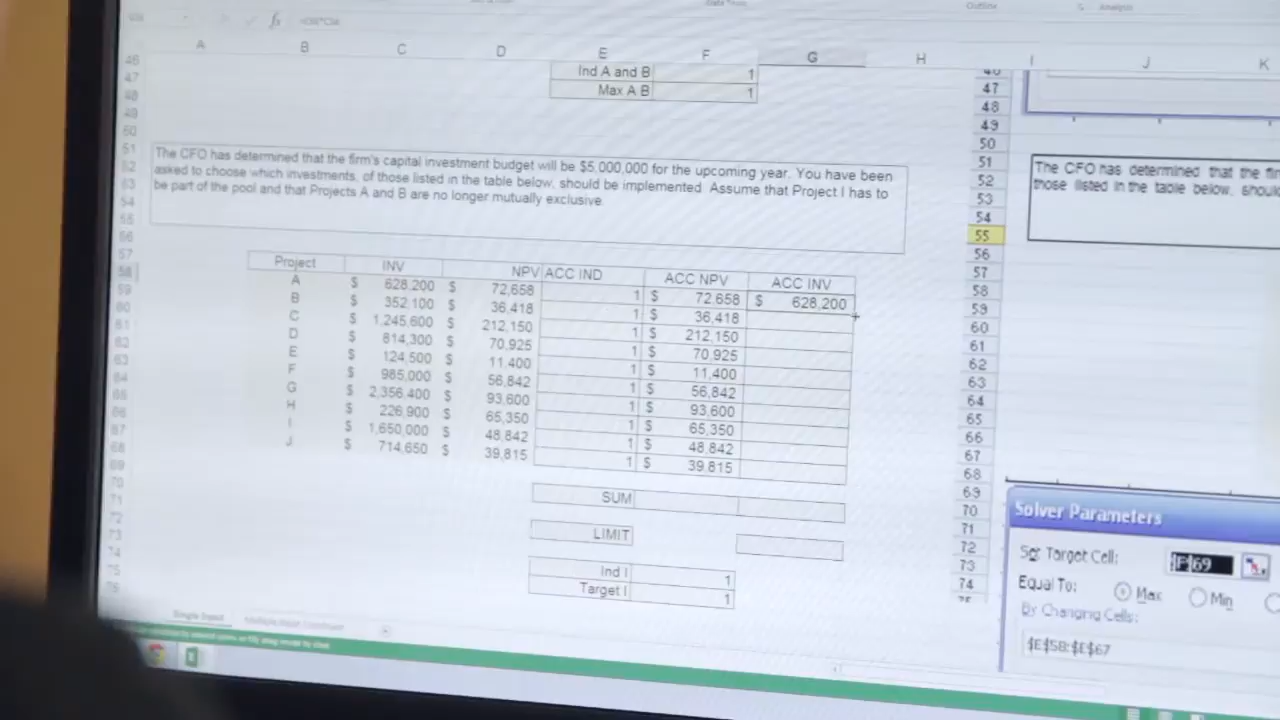 Outline
Analysis
fx
A B C D E F G H I J K
Ind A and B 1
Max A B 1
The CFO has determined that the firm's capital investment budget will be $5,000,000 for the upcoming year. You have been
asked to choose which investments, of those listed in the table below, should be implemented. Assume that Project I has to
be part of the pool and that Projects A and B are no longer mutually exclusive.
Project INV NPV ACC IND ACC NPV ACC INV
A $ 628,200 $ 72,658 1 $ 72,658 $ 628,200
B $ 352,100 $ 36,418 1 $ 36,418
C $ 1,245,600 $ 212,150 1 $ 212,150
D $ 814,300 $ 70,925 1 $ 70,925
E $ 124,500 $ 11,400 1 $ 11,400
F $ 985,000 $ 56,842 1 $ 56,842
G $ 2,356,400 $ 93,600 1 $ 93,600
H $ 226,900 $ 65,350 1 $ 65,350
I $ 1,650,000 $ 48,842 1 $ 48,842
J $ 714,650 $ 39,815 1 $ 39,815
SUM
LIMIT
Ind I 1
Target I 1
Single Input
47
48
49
50
51
52
53
54
55
56
57
58
59
60
61
62
63
64
65
66
67
68
69
70
71
72
73
74
The CFO has determined that the
those listed in the table below,
Solver Parameters
Set Target Cell: $F$69
Equal To: Max Min
By Changing Cells:
$E$58:$E$67